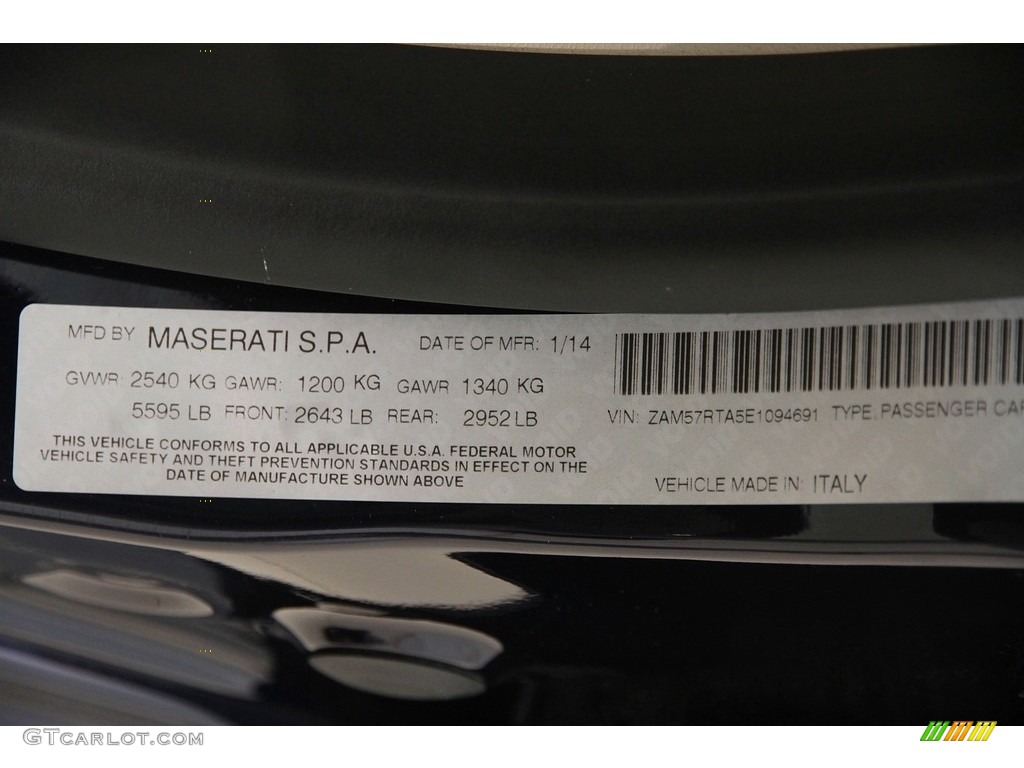 MFD BY MASERATI S.P.A. DATE OF MFR: 1/14
GVWR 2540 KG GAWR: 1200 KG GAWR 1340 KG
5595 LB FRONT: 2643 LB REAR: 2952 LB
VIN: ZAM57RTA5E1094691 TYPE: PASSENGER CAR
THIS VEHICLE CONFORMS TO ALL APPLICABLE U.S.A. FEDERAL MOTOR
VEHICLE SAFETY AND THEFT PREVENTION STANDARDS IN EFFECT ON THE
DATE OF MANUFACTURE SHOWN ABOVE
VEHICLE MADE IN: ITALY
GTCARLOT.COM